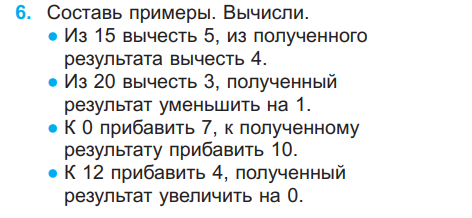 6. Составь примеры. Вычисли.
● Из 15 вычесть 5, из полученного
результата вычесть 4.
● Из 20 вычесть 3, полученный
результат уменьшить на 1.
● К 0 прибавить 7, к полученному
результату прибавить 10.
● К 12 прибавить 4, полученный
результат увеличить на 0.